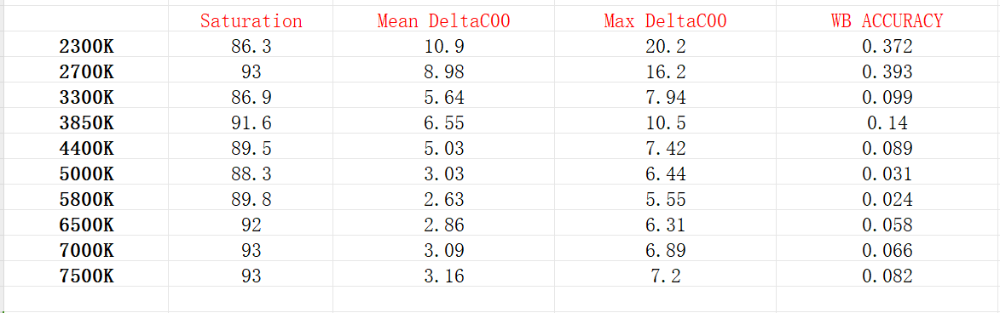 Saturation Mean DeltaC00 Max DeltaC00 WB ACCURACY
2300K 86.3 10.9 20.2 0.372
2700K 93 8.98 16.2 0.393
3300K 86.9 5.64 7.94 0.099
3850K 91.6 6.55 10.5 0.14
4400K 89.5 5.03 7.42 0.089
5000K 88.3 3.03 6.44 0.031
5800K 89.8 2.63 5.55 0.024
6500K 92 2.86 6.31 0.058
7000K 93 3.09 6.89 0.066
7500K 93 3.16 7.2 0.082